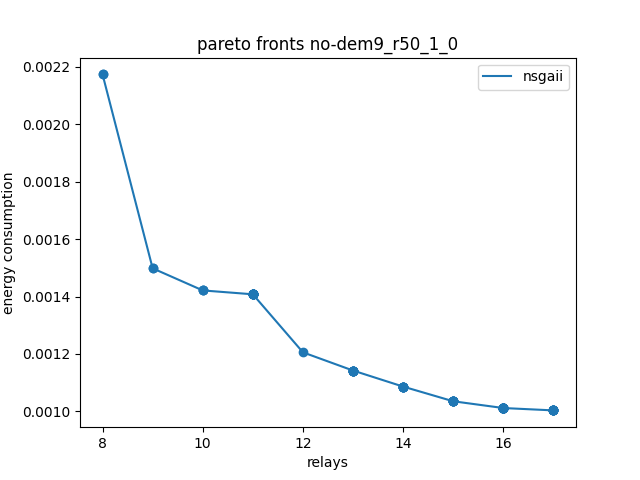 pareto fronts no-dem9_r50_1_0
nsgaii
energy consumption
0.0022
0.0020
0.0018
0.0016
0.0014
0.0012
0.0010
8 10 12 14 16
relays